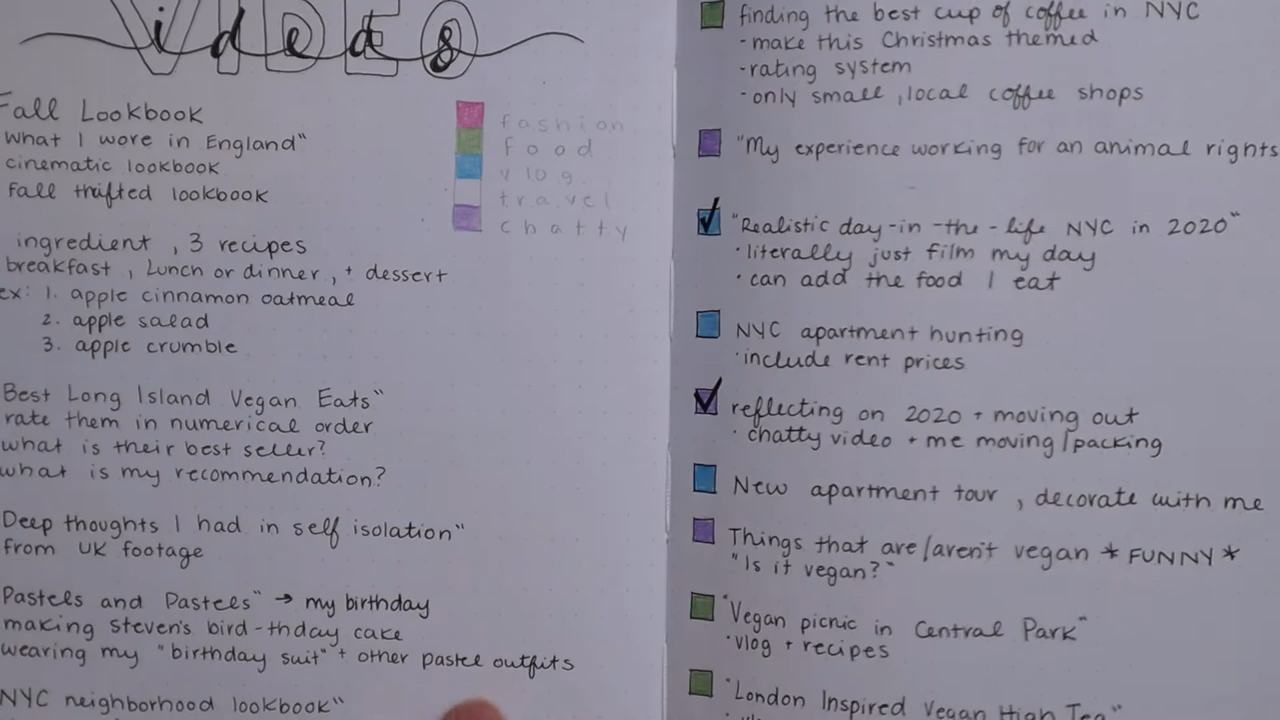 ideas
Fall Lookbook
What I wore in England"
cinematic lookbook
fall thrifted lookbook
fashion
food
vlog
travel
chatty
ingredient, 3 recipes
breakfast, lunch or dinner, + dessert
ex: 1. apple cinnamon oatmeal
2. apple salad
3. apple crumble
Best Long Island Vegan Eats"
rate them in numerical order
what is their best seller?
what is my recommendation?
Deep thoughts I had in self isolation"
from UK footage
Pastels and Pastels" → my birthday
making steven's bird-thday cake
wearing my "birthday suit" + other pastel outfits
NYC neighborhood lookbook"
finding the best cup of coffee in NYC
- make this Christmas themed
- rating system
- only small, local coffee shops
"My experience working for an animal rights
"Realistic day-in-the-life NYC in 2020"
· literally just film my day
· can add the food I eat
NYC apartment hunting
· include rent prices
reflecting on 2020 + moving out
· chatty video + me moving/packing
New apartment tour, decorate with me
Things that are/aren't vegan *FUNNY*
"Is it vegan?"
"Vegan picnic in Central Park"
· vlog + recipes
"London Inspired Vegan High Tea"